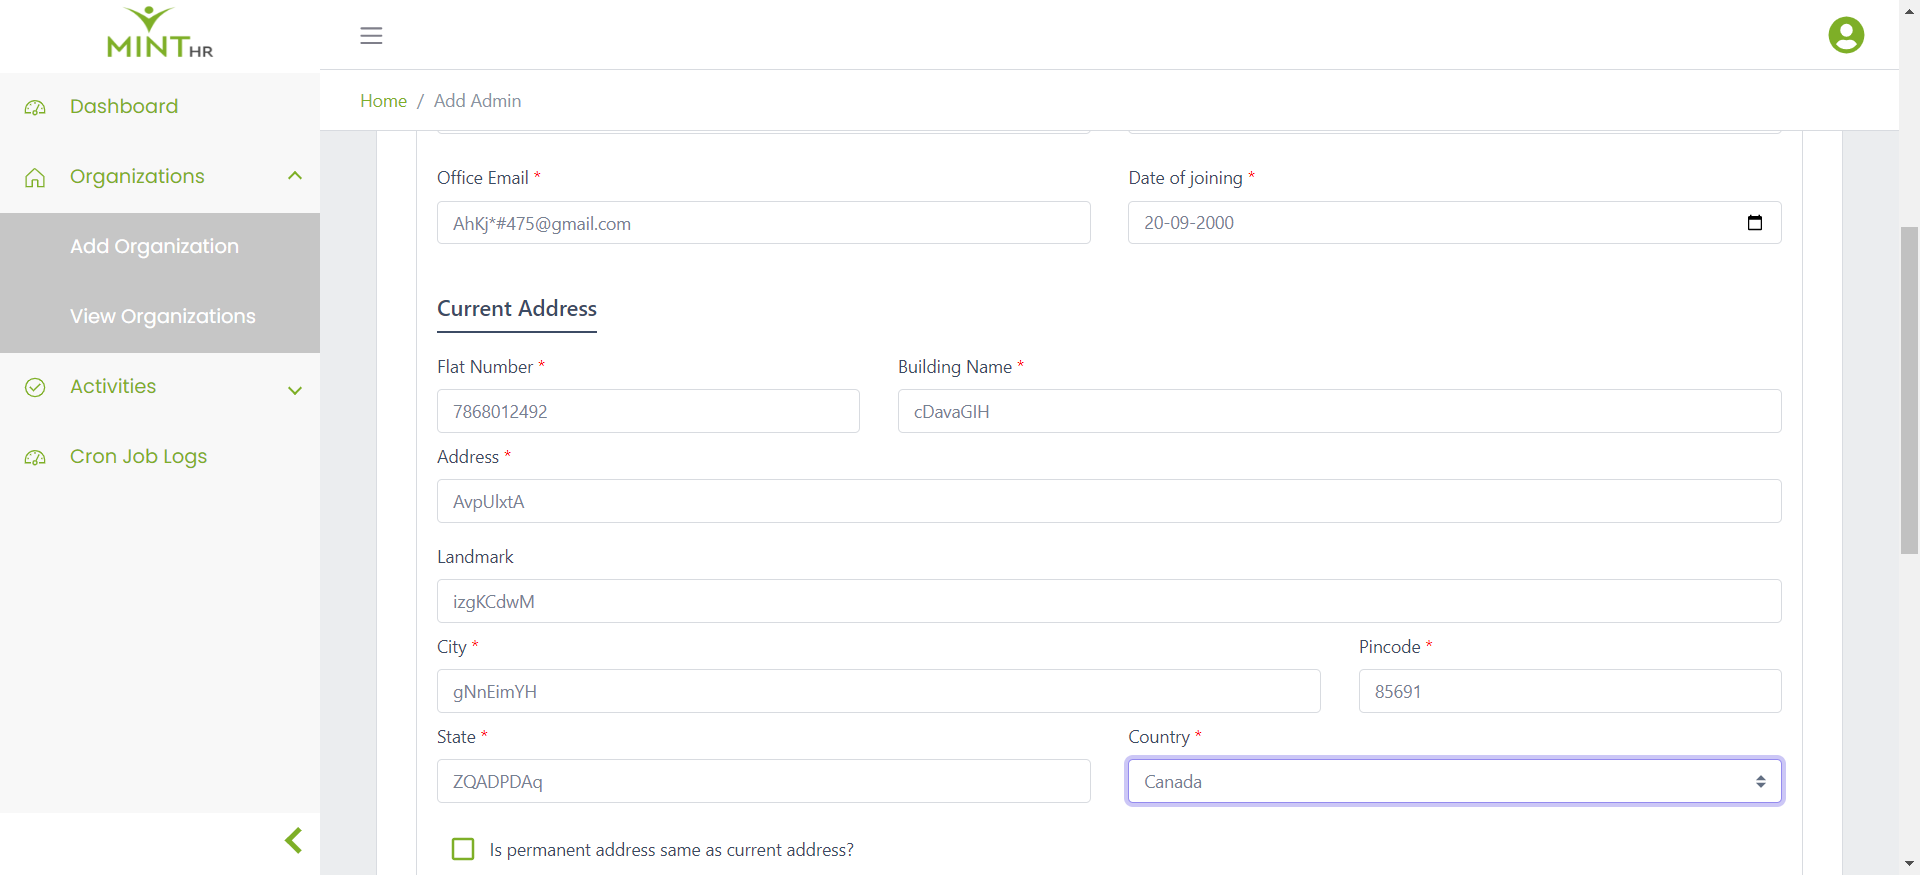 MINT HR
Home / Add Admin
Dashboard
Organizations
Add Organization
View Organizations
Activities
Cron Job Logs
Office Email *
Date of joining *
AhKj*#475@gmail.com
20-09-2000
Current Address
Flat Number *
Building Name *
7868012492
cDavaGIH
Address *
AvpUlxtA
Landmark
izgKCdwM
City *
Pincode *
gNnEimYH
85691
State *
Country *
ZQADPDAq
Canada
Is permanent address same as current address?